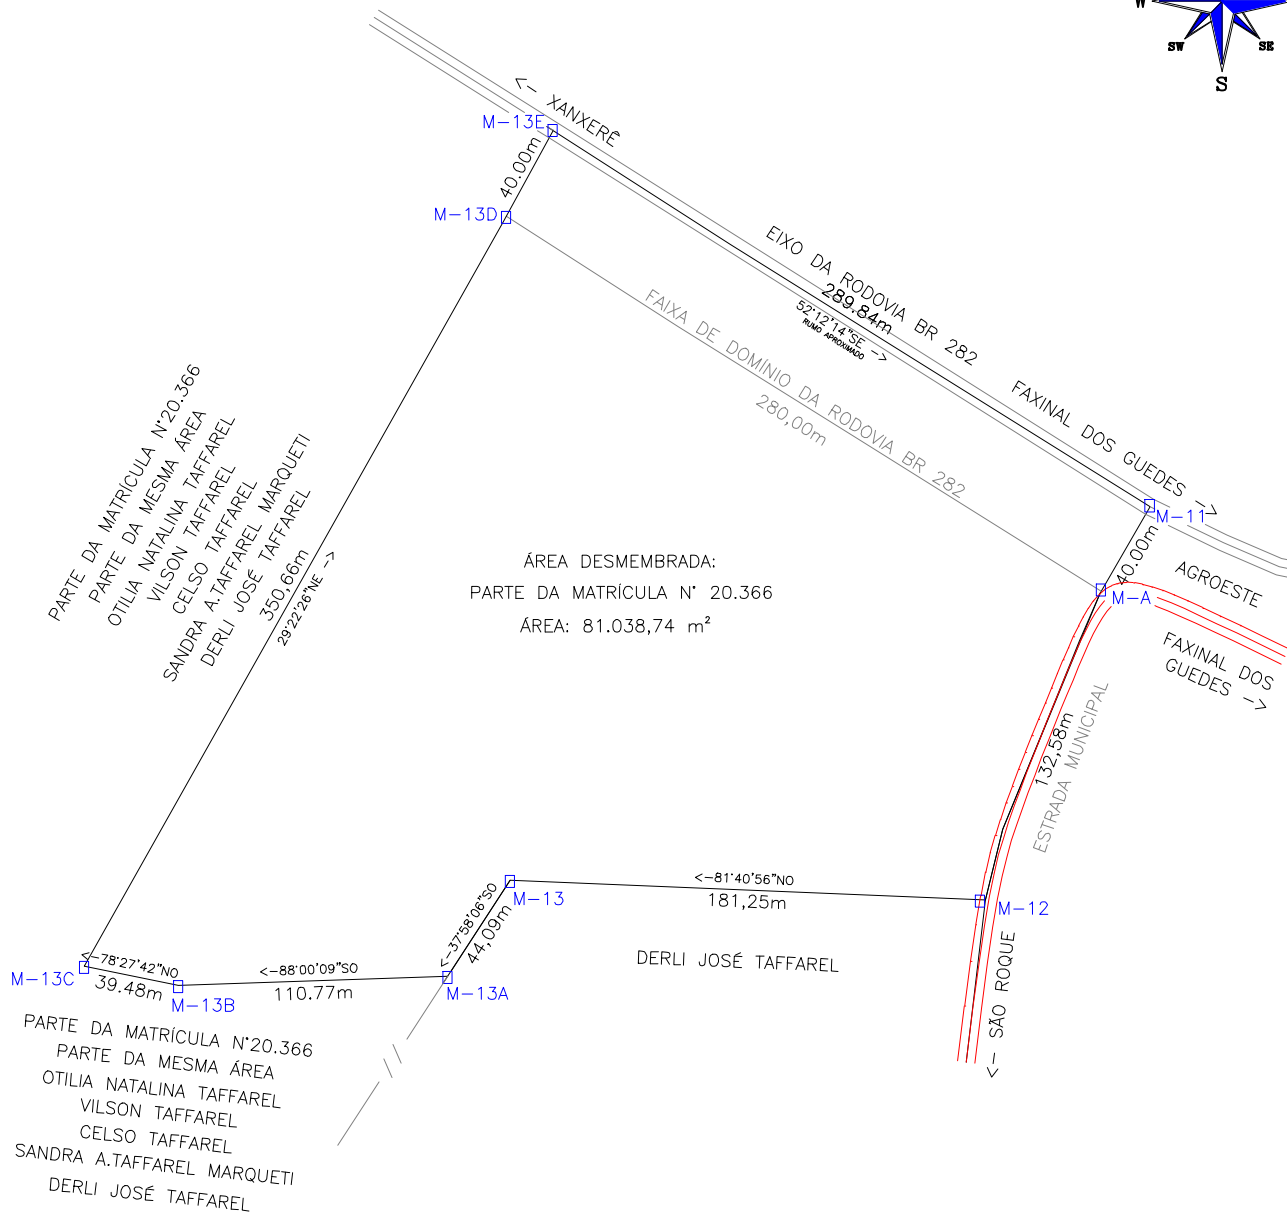 W
SW
SE
S
<- XANXERÊ
M-13E
40.00m
M-13D
EIXO DA RODOVIA BR 282
289.84m
52°12'14"SE ->
RUMO APROXIMADO
FAIXA DE DOMÍNIO DA RODOVIA BR 282
280,00m
FAXINAL DOS GUEDES ->
M-11
40.00m
AGROESTE
M-A
FAXINAL DOS
GUEDES ->
PARTE DA MATRÍCULA N°20.366
PARTE DA MESMA ÁREA
OTILIA NATALINA TAFFAREL
VILSON TAFFAREL
CELSO TAFFAREL
SANDRA A.TAFFAREL MARQUETI
DERLI JOSÉ TAFFAREL
350,66m
29°22'26"NE ->
ÁREA DESMEMBRADA:
PARTE DA MATRÍCULA N° 20.366
ÁREA: 81.038,74 m²
132,58m
ESTRADA MUNICIPAL
<-81°40'56"NO
181,25m
M-13
M-12
<-37°58'06"SO
44,09m
DERLI JOSÉ TAFFAREL
<- SÃO ROQUE
<-78°27'42"NO
39.48m
M-13C
<-88°00'09"SO
110.77m
M-13B
M-13A
PARTE DA MATRÍCULA N°20.366
PARTE DA MESMA ÁREA
OTILIA NATALINA TAFFAREL
VILSON TAFFAREL
CELSO TAFFAREL
SANDRA A.TAFFAREL MARQUETI
DERLI JOSÉ TAFFAREL